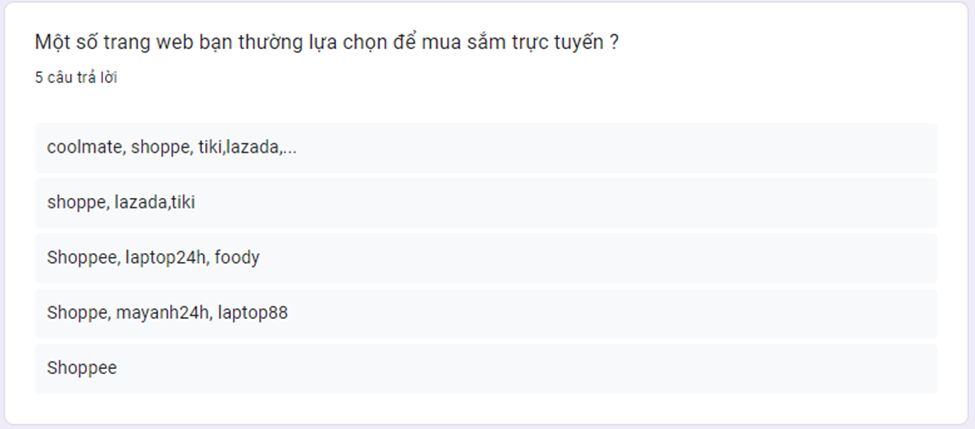 Một số trang web bạn thường lựa chọn để mua sắm trực tuyến ?
5 câu trả lời
coolmate, shoppe, tiki,lazada,...
shoppe, lazada,tiki
Shoppee, laptop24h, foody
Shoppe, mayanh24h, laptop88
Shoppee